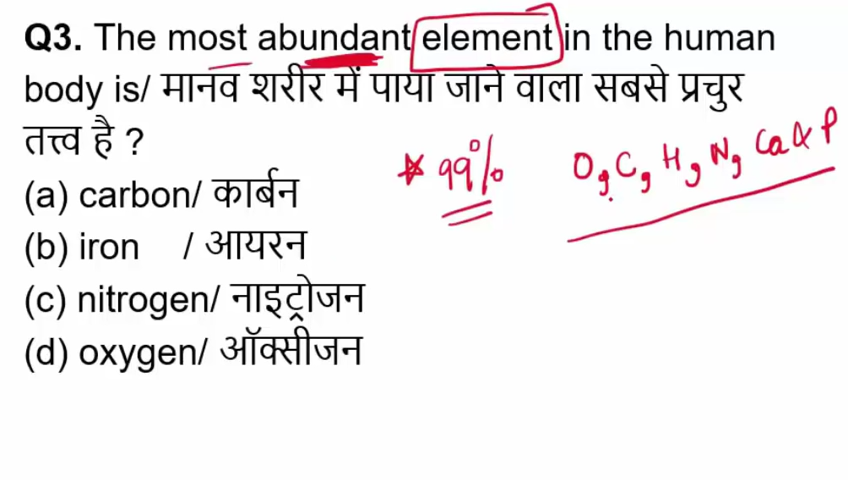 Q3. The most abundant element in the human
body is/ मानव शरीर में पाया जाने वाला सबसे प्रचुर
तत्त्व है ?
* 99% O, C, H, N, Ca & P
(a) carbon/ कार्बन
(b) iron / आयरन
(c) nitrogen/ नाइट्रोजन
(d) oxygen/ ऑक्सीजन